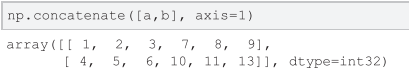 np.concatenate([a,b], axis=1)
array([[ 1,  2,  3,  7,  8,  9],
       [ 4,  5,  6, 10, 11, 13]], dtype=int32)